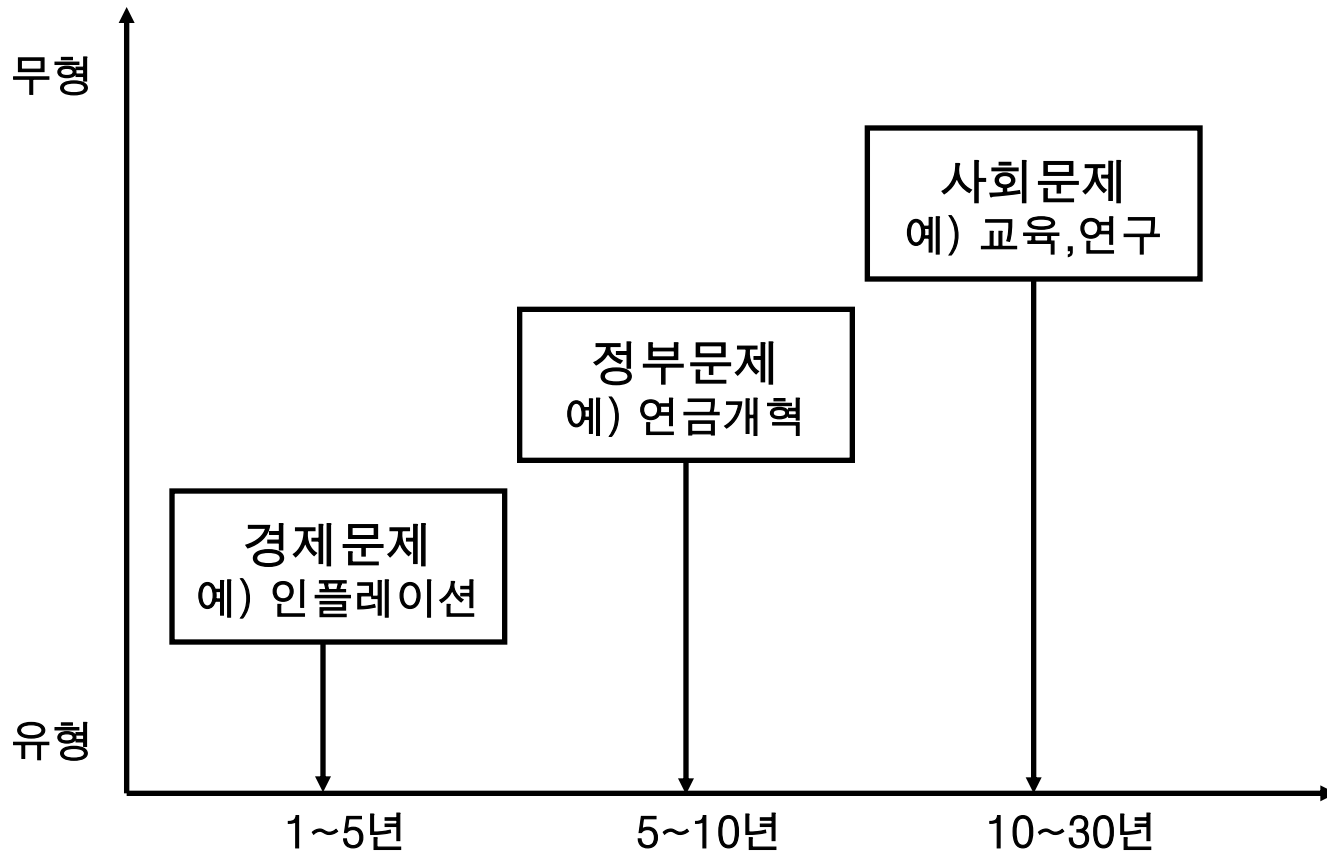 무형
사회문제
예) 교육,연구
정부문제
예) 연금개혁
경제문제
예) 인플레이션
유형
1~5년
5~10년
10~30년